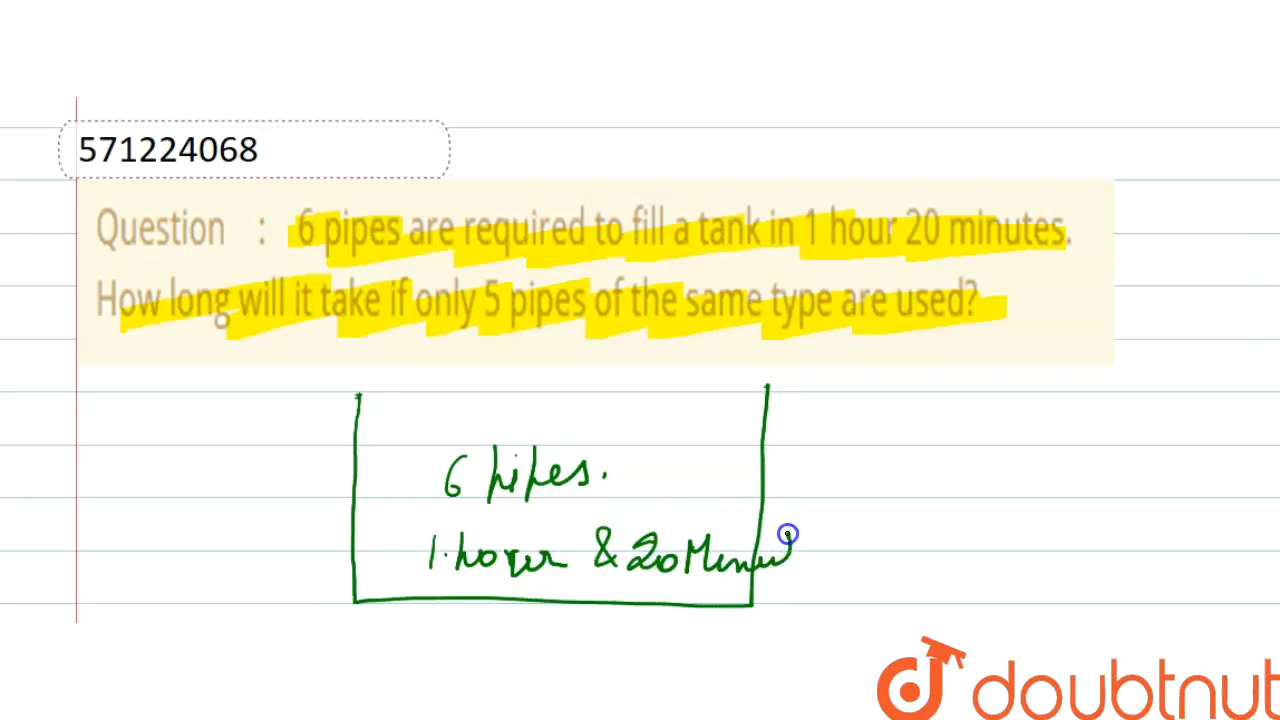 571224068
Question : 6 pipes are required to fill a tank in 1 hour 20 minutes.
How long will it take if only 5 pipes of the same type are used?
6 pipes.
1 hour & 20 Minu
doubtnut